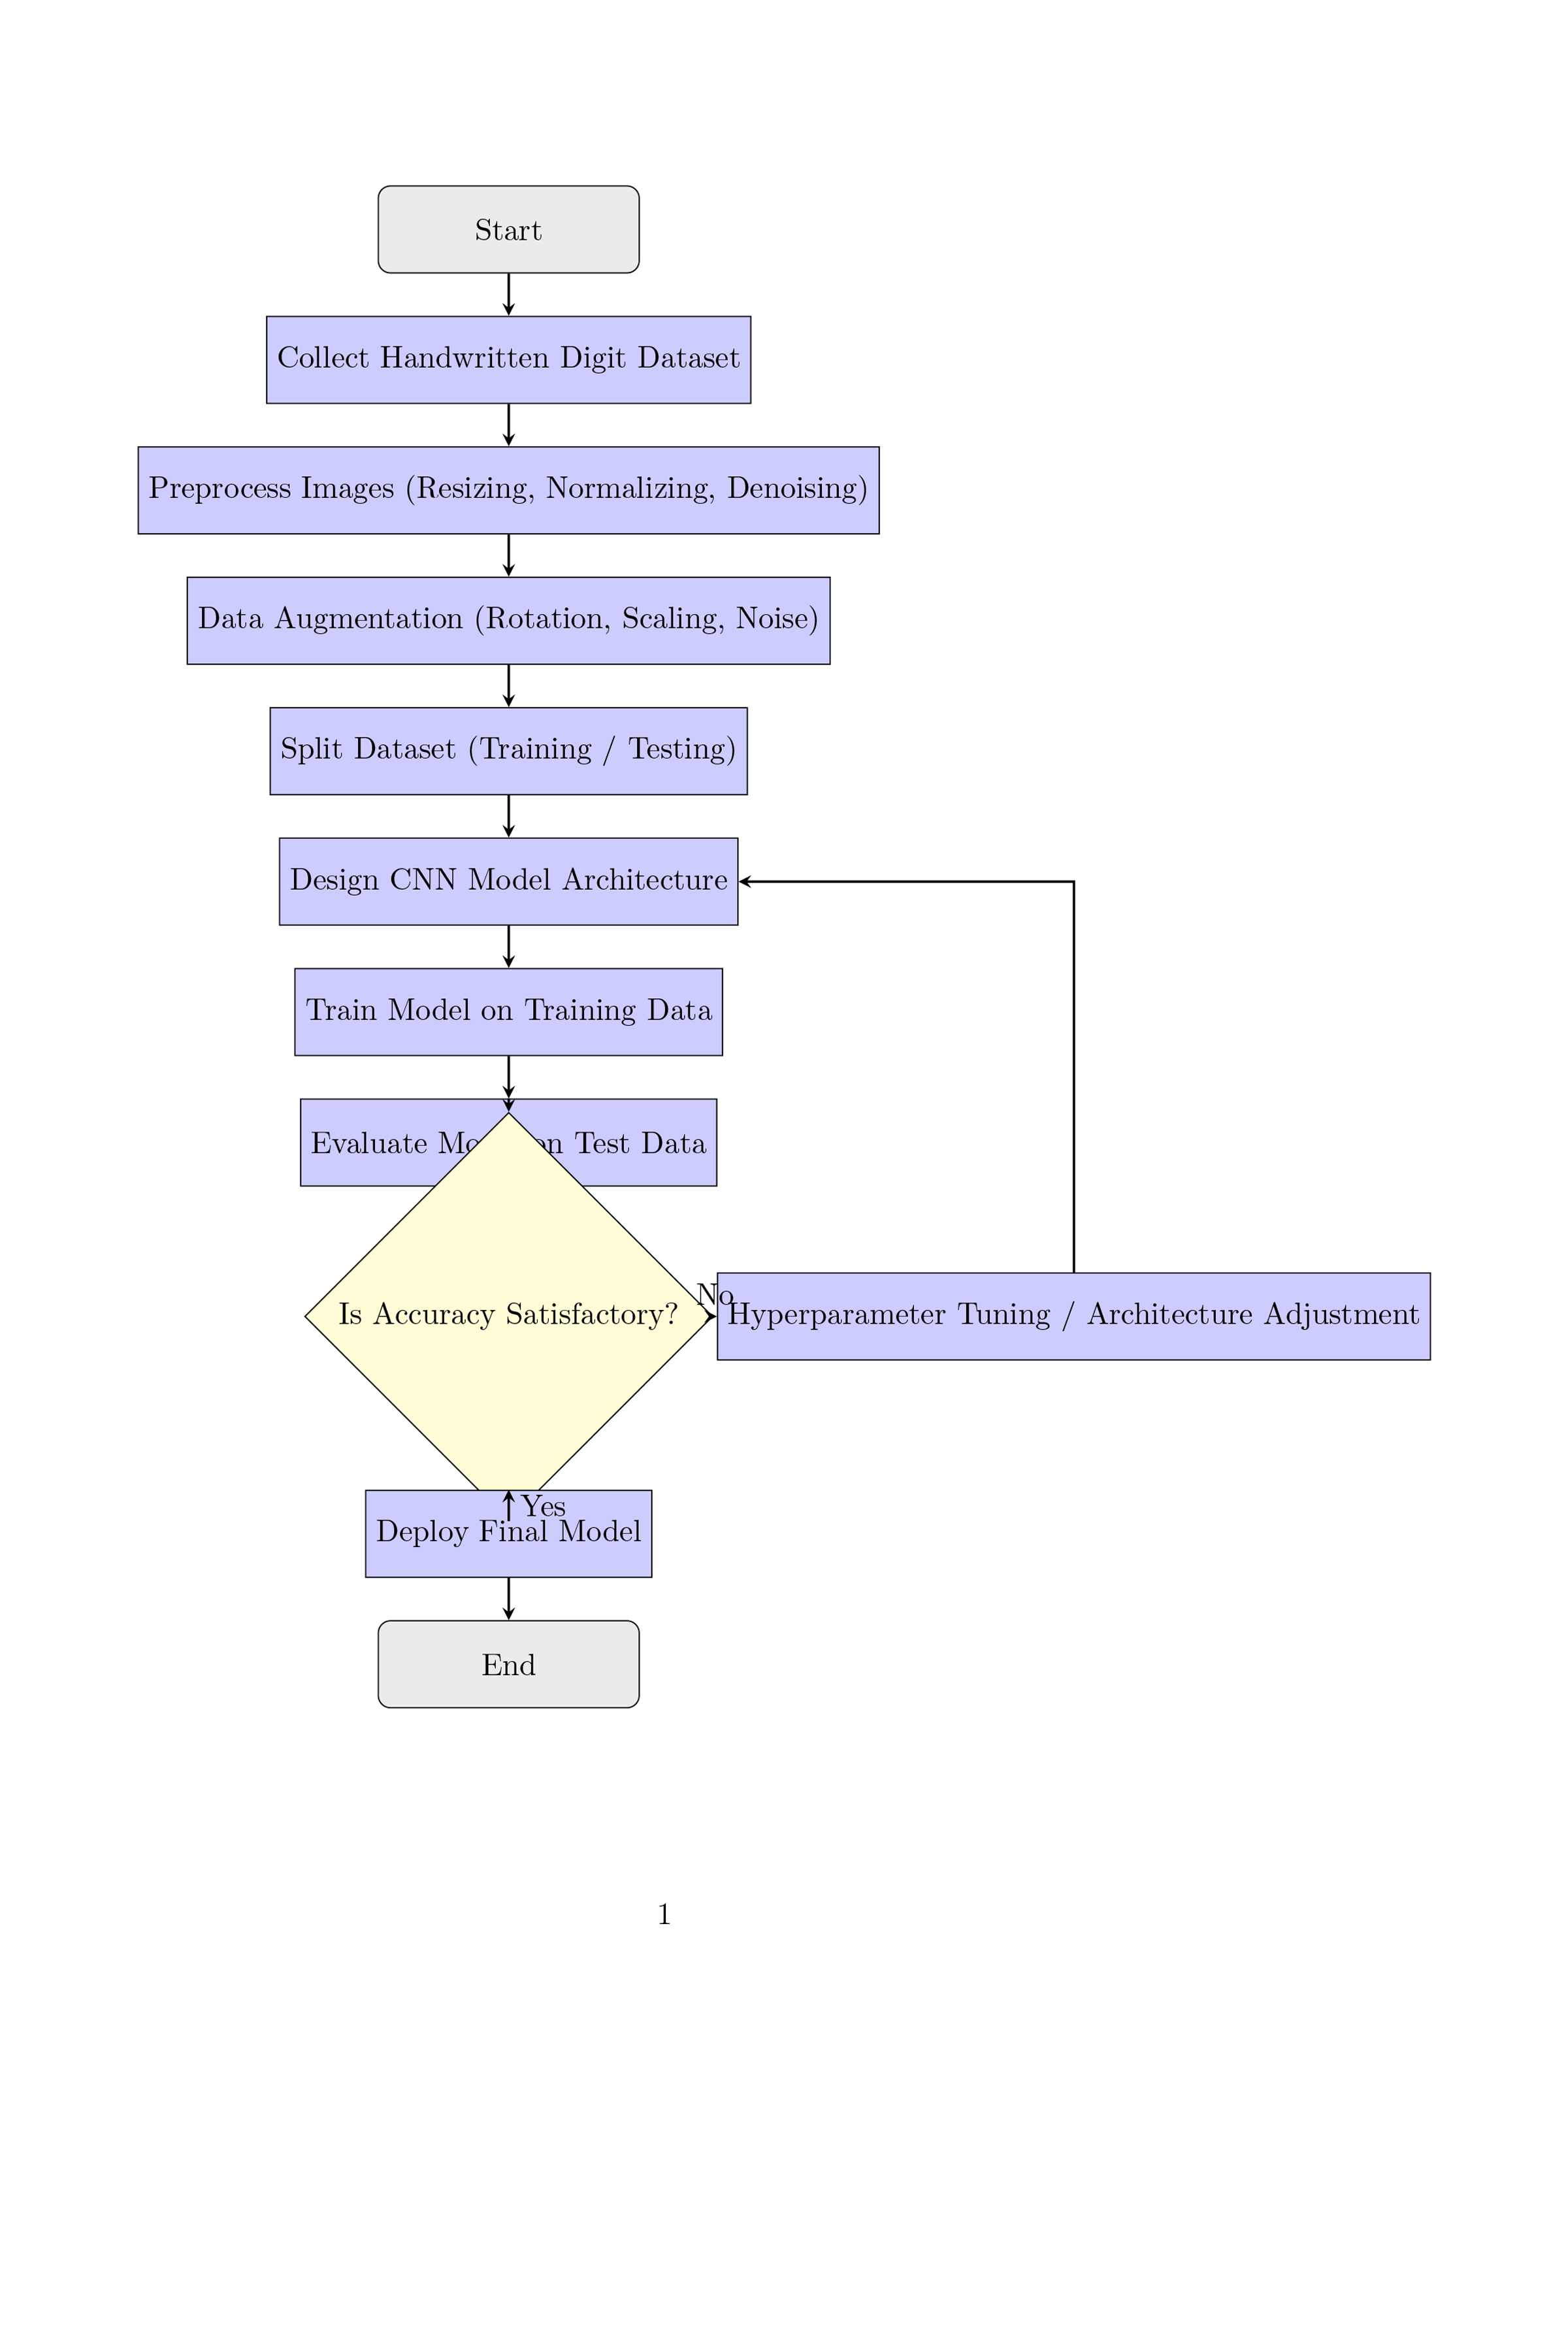 Start
Collect Handwritten Digit Dataset
Preprocess Images (Resizing, Normalizing, Denoising)
Data Augmentation (Rotation, Scaling, Noise)
Split Dataset (Training / Testing)
Design CNN Model Architecture
Train Model on Training Data
Evaluate Mo on Test Data
Is Accuracy Satisfactory?
No
Hyperparameter Tuning / Architecture Adjustment
Yes
Deploy Final Model
End
1